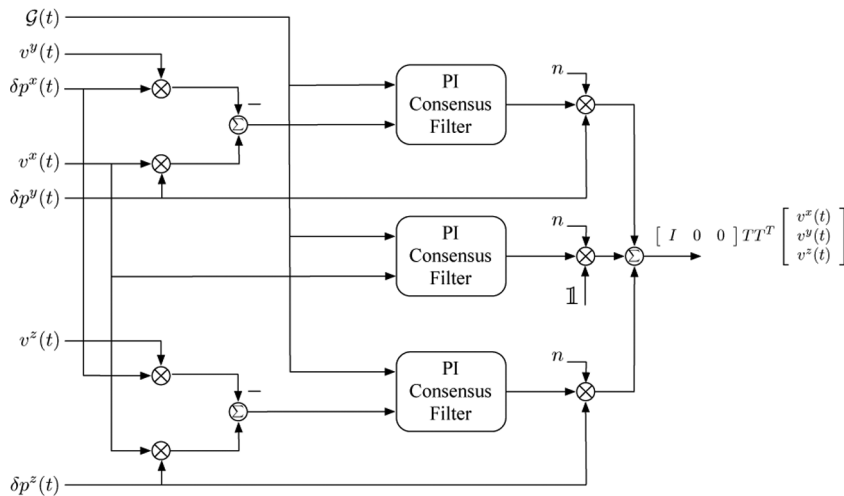 𝒢(t)
v^y(t)
δp^x(t)
v^x(t)
δp^y(t)
v^z(t)
δp^z(t)
−
Σ
PI
Consensus
Filter
n
PI
Consensus
Filter
n
𝟙
Σ
[ I 0 0 ] TT^T [ v^x(t)
v^y(t)
v^z(t) ]
−
Σ
PI
Consensus
Filter
n